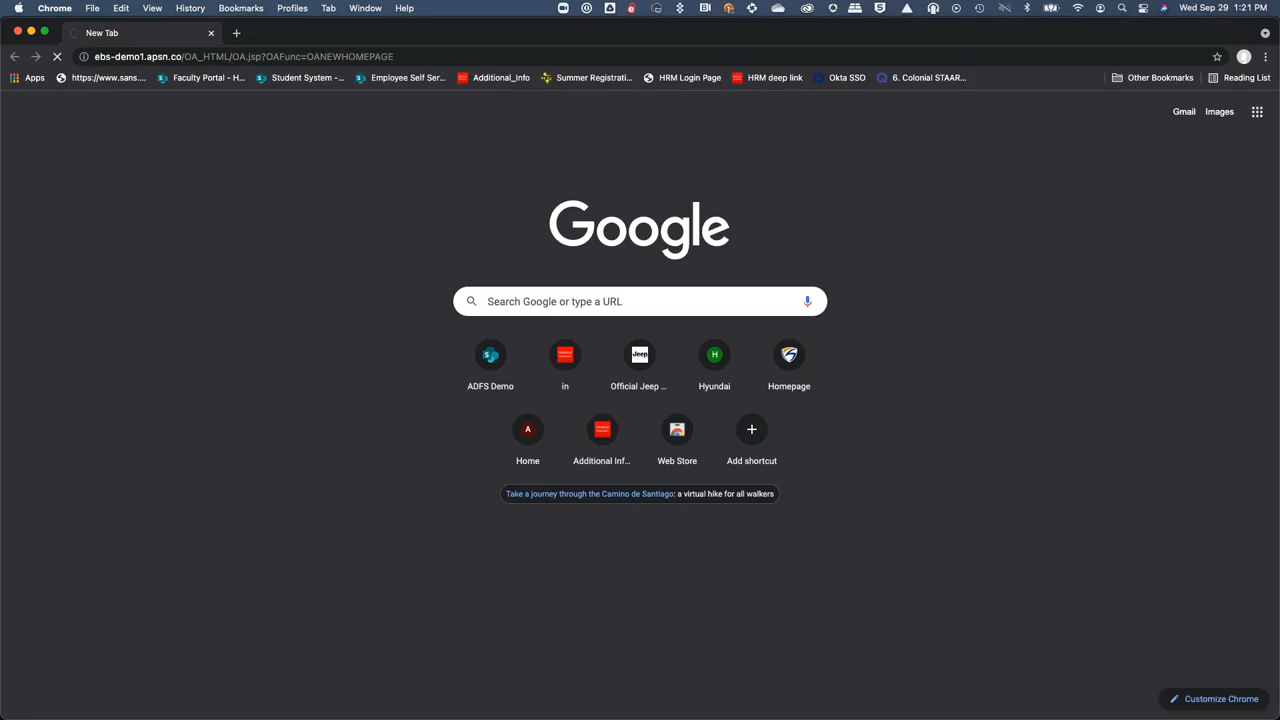 Chrome File Edit View History Bookmarks Profiles Tab Window Help Wed Sep 29 1:21 PM
New Tab
ebs-demo1.apsn.co/OA_HTML/OA.jsp?OAFunc=OANEWHOMEPAGE
Apps https://www.sans.... Faculty Portal - H... Student System -... Employee Self Ser... Additional_Info Summer Registrati... HRM Login Page HRM deep link Okta SSO 6. Colonial STAAR... Other Bookmarks Reading List
Gmail Images
Google
Search Google or type a URL
S Jeep H
ADFS Demo in Official Jeep ... Hyundai Homepage
A
Home Additional Inf... Web Store Add shortcut
Take a journey through the Camino de Santiago: a virtual hike for all walkers
Customize Chrome